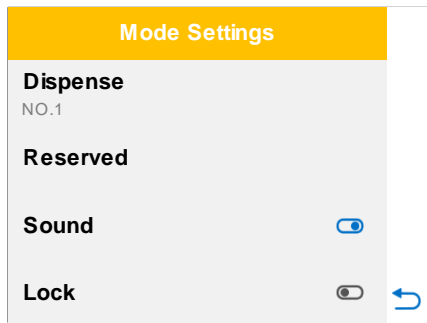 Mode Settings
Dispense
NO.1
Reserved
Sound
Lock